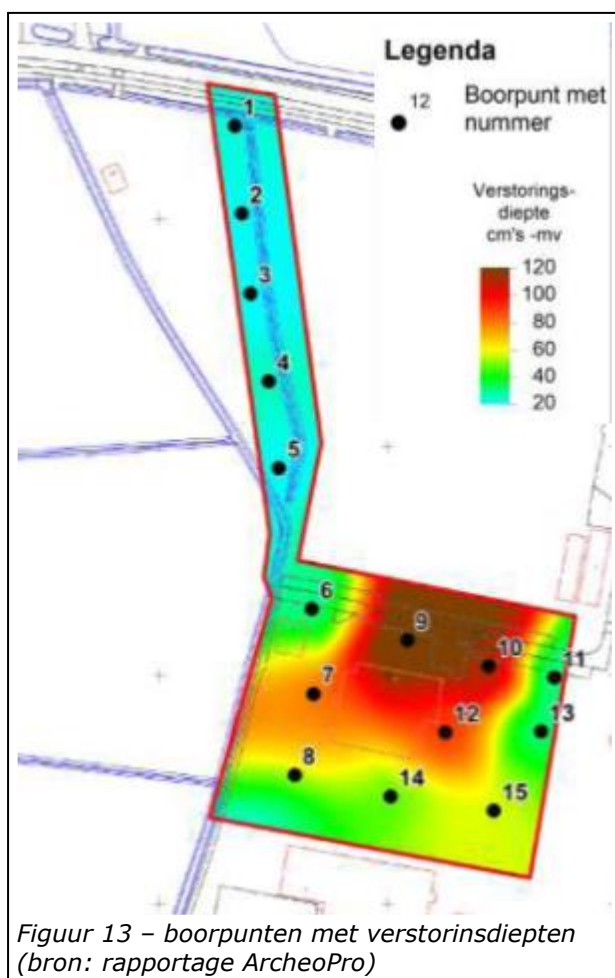 Legenda
12 Boorpunt met
nummer
Verstorings-
diepte
cm's -mv
120
100
80
60
40
20
1
2
3
4
5
6
9
10
11
7
12
13
8
14
15
Figuur 13 – boorpunten met verstorinsdiepten
(bron: rapportage ArcheoPro)